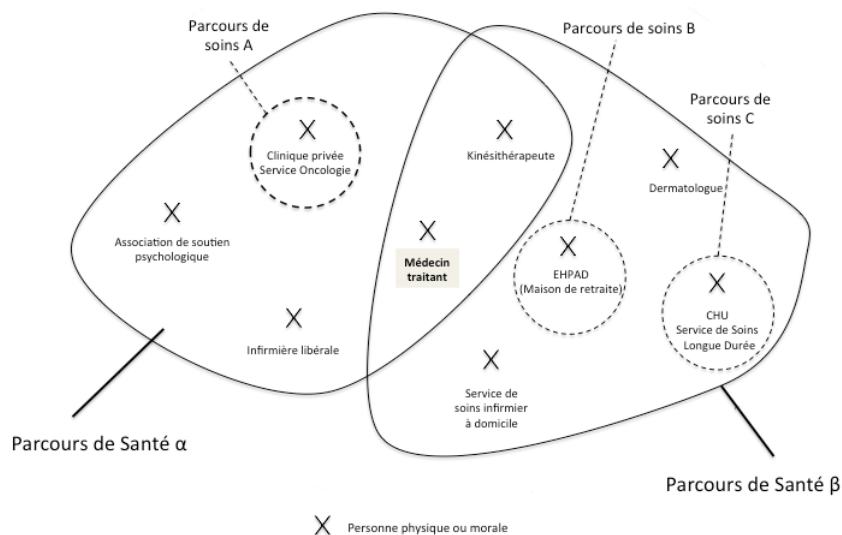 Parcours de
soins A
Parcours de soins B
Parcours de
soins C
Clinique privée
Service Oncologie
Kinésithérapeute
Dermatologue
Association de soutien
psychologique
Médecin
traitant
EHPAD
(Maison de retraite)
CHU
Service de Soins
Longue Durée
Infirmière libérale
Service de
soins infirmier
à domicile
Parcours de Santé α
Parcours de Santé β
X Personne physique ou morale